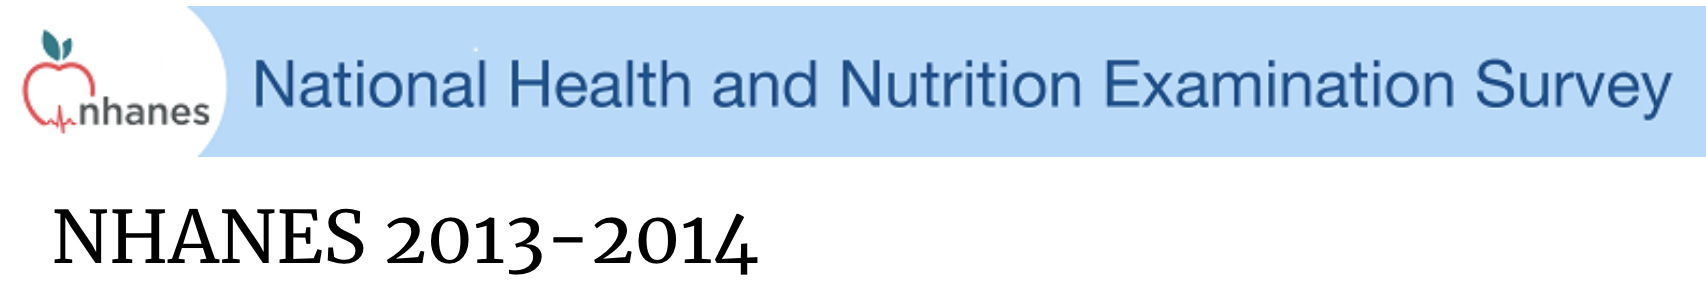 nhanes
National Health and Nutrition Examination Survey
NHANES 2013-2014